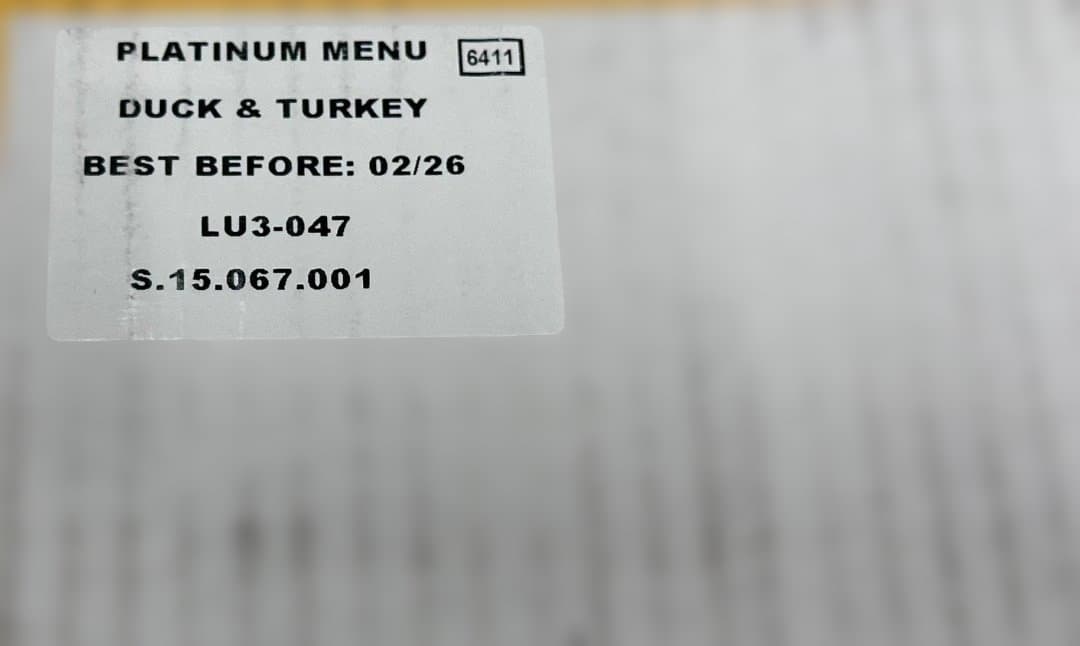 PLATINUM MENU 6411
DUCK & TURKEY
BEST BEFORE: 02/26
LU3-047
S.15.067.001